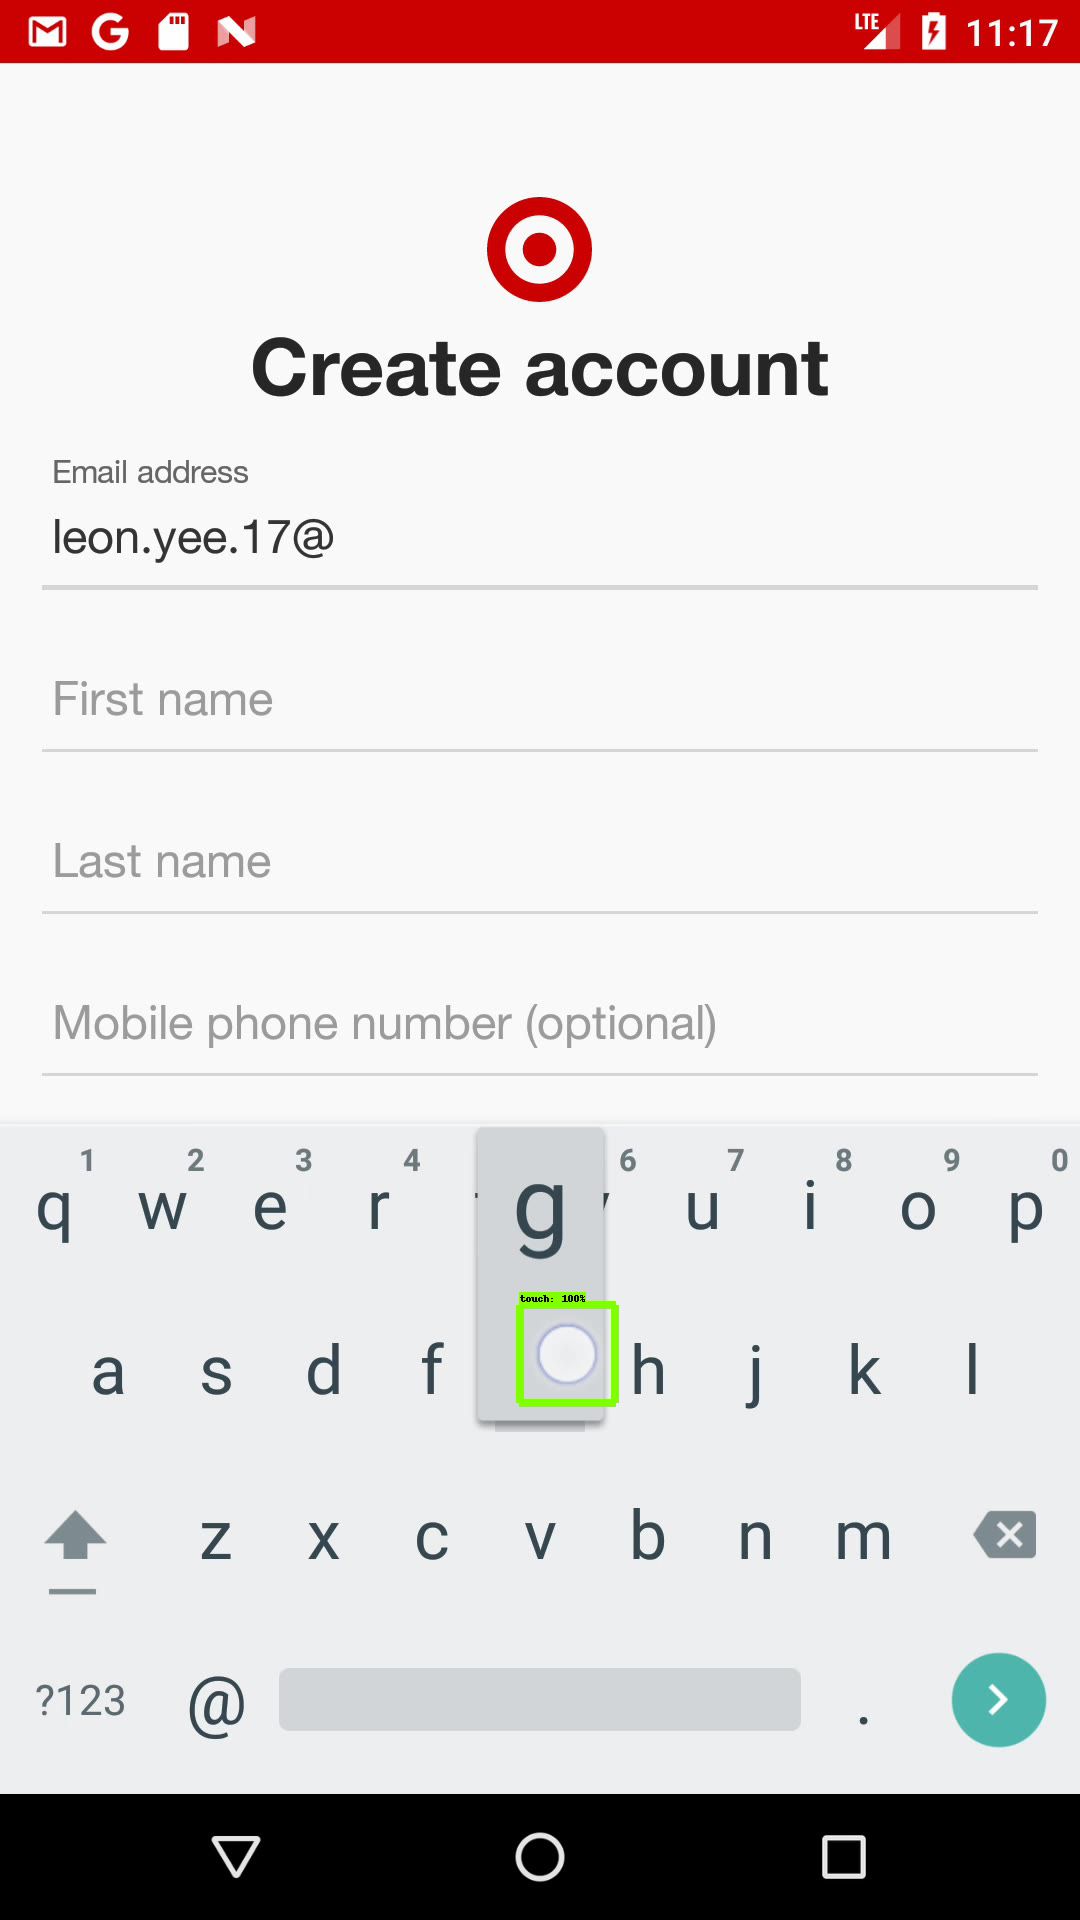 LTE 11:17
Create account
Email address
leon.yee.17@
First name
Last name
Mobile phone number (optional)
1 2 3 4 6 7 8 9 0
q w e r u i o p
g
touch: 100%
a s d f h j k l
z x c v b n m
?123 @ .